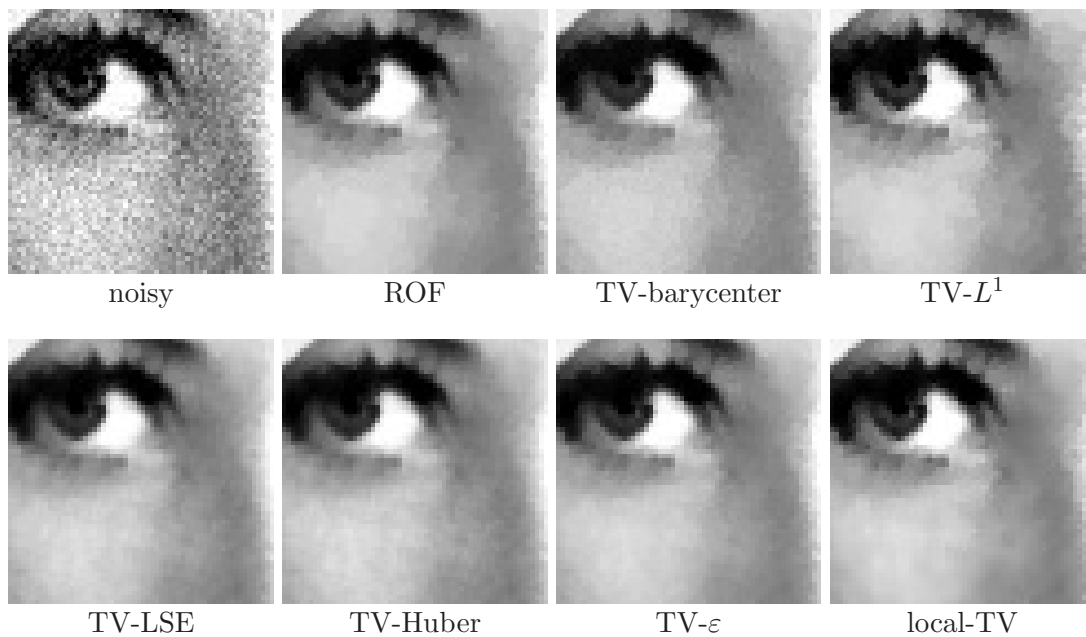 noisy
ROF
TV-barycenter
TV-L¹
TV-LSE
TV-Huber
TV-ε
local-TV